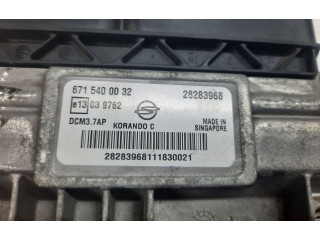 671 540 00 32
28283968
e13 03 9762
DCM3.7AP
KORANDO C
MADE IN
SINGAPORE
28283968111830021